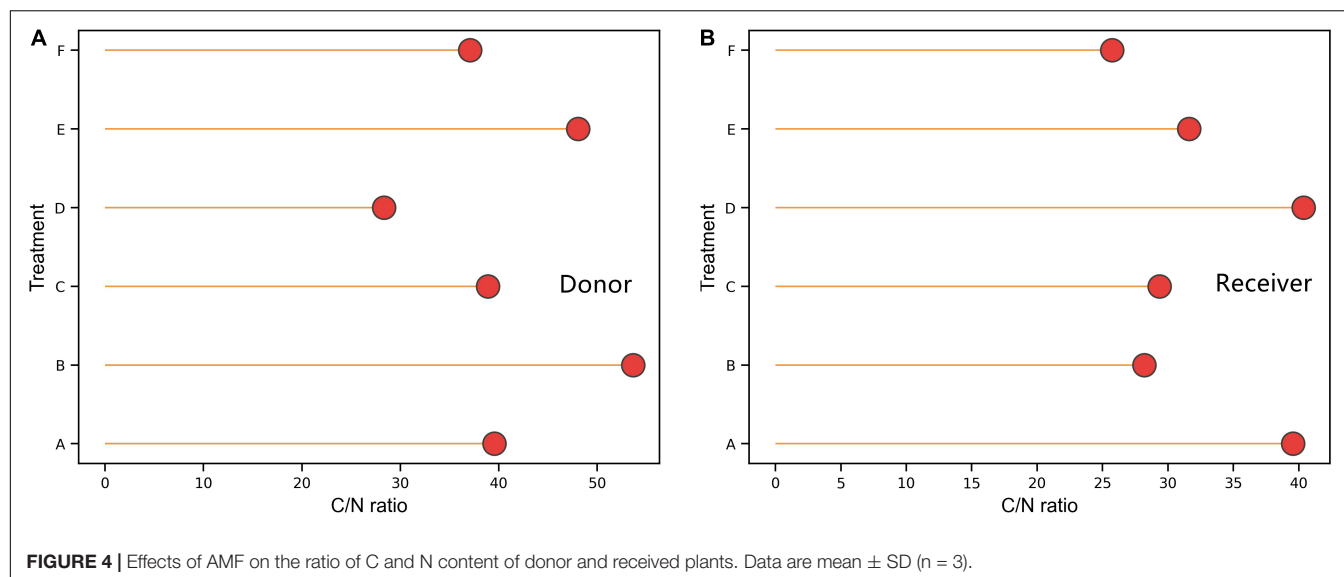 A
F
E
D
C
B
A
Treatment
Donor
0 10 20 30 40 50
C/N ratio
B
F
E
D
C
B
A
Treatment
Receiver
0 5 10 15 20 25 30 35 40
C/N ratio
FIGURE 4 | Effects of AMF on the ratio of C and N content of donor and received plants. Data are mean ± SD (n = 3).